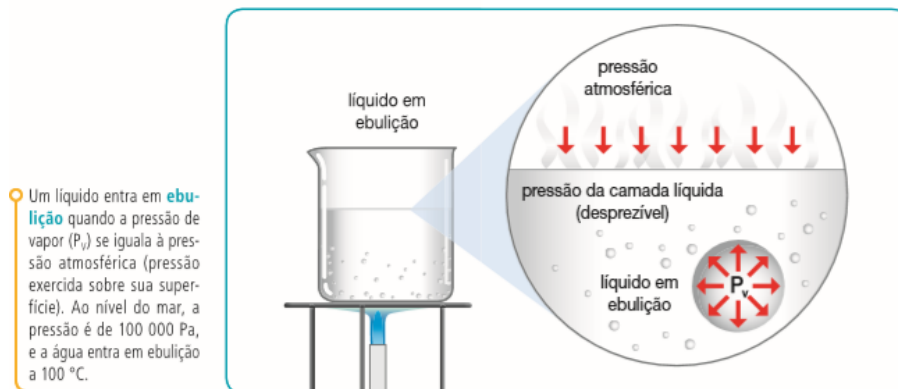 Um líquido entra em ebu-
lição quando a pressão de
vapor (Pv) se iguala à pres-
são atmosférica (pressão
exercida sobre sua super-
fície). Ao nível do mar, a
pressão é de 100 000 Pa,
e a água entra em ebulição
a 100 °C.
líquido em
ebulição
pressão
atmosférica
pressão da camada líquida
(desprezível)
líquido em
ebulição
Pv